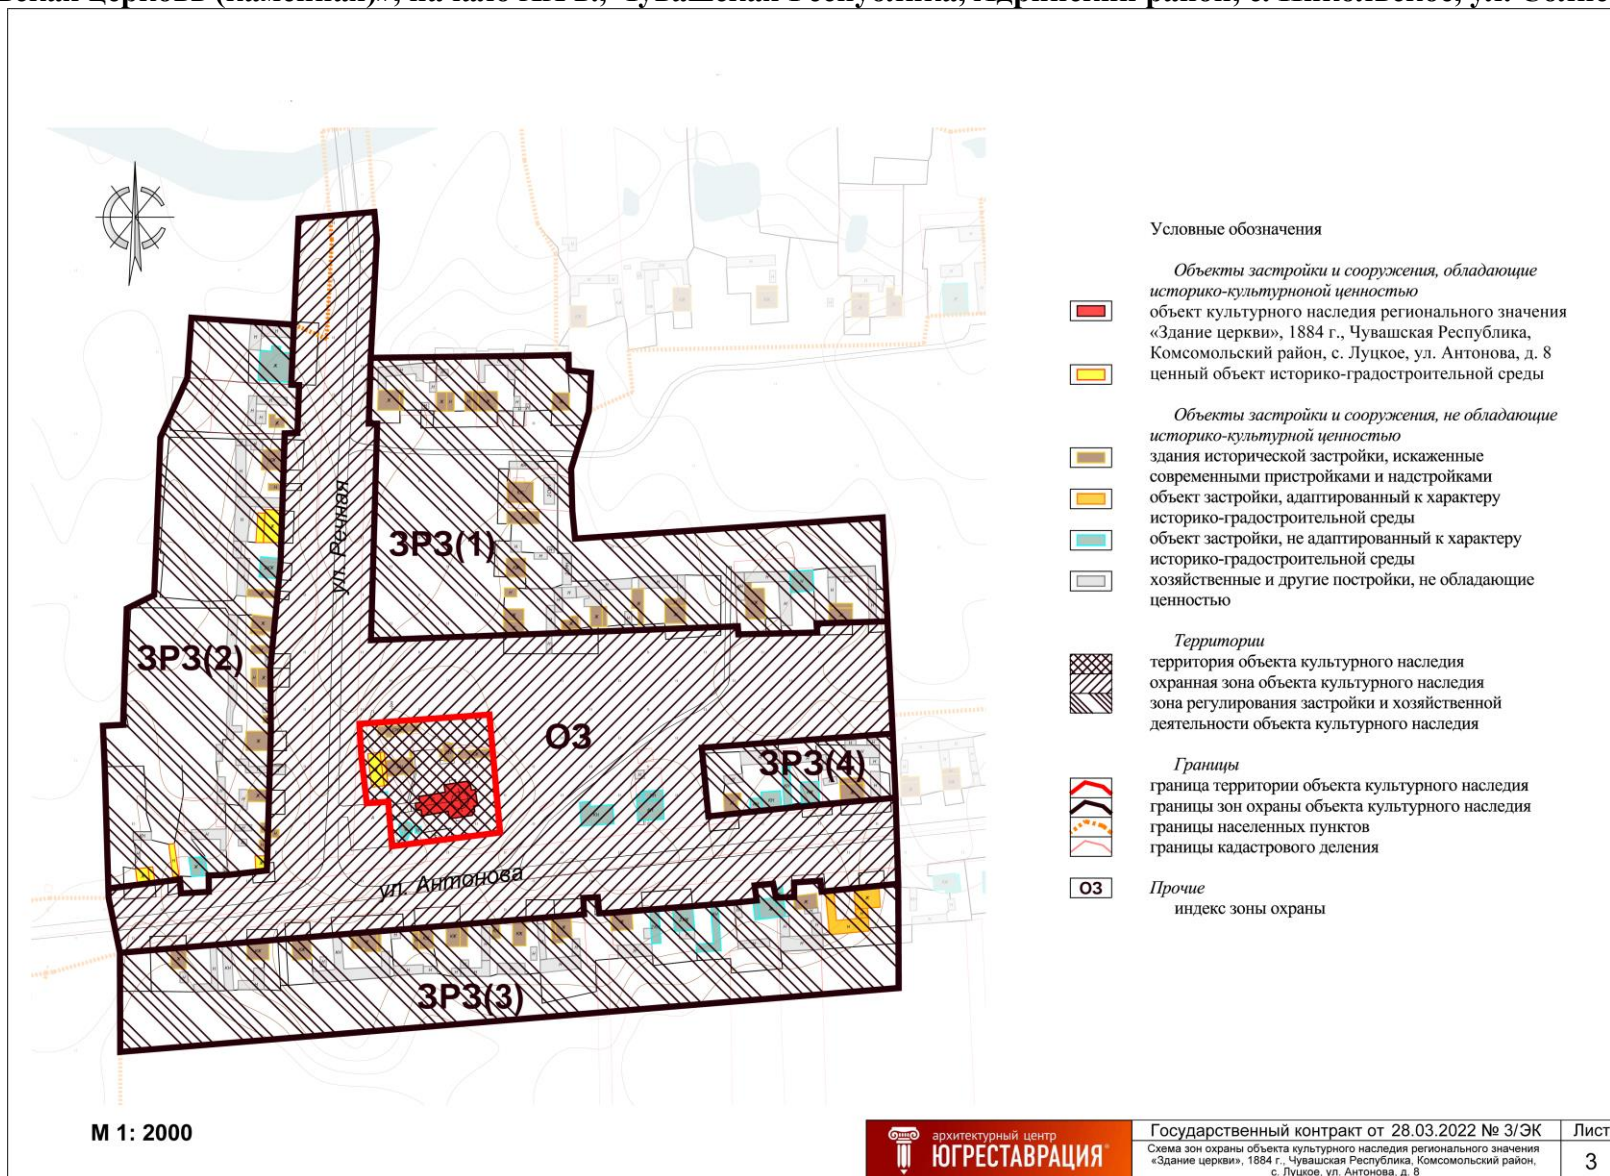 Условные обозначения
Объекты застройки и сооружения, обладающие
историко-культурноной ценностью
объект культурного наследия регионального значения
«Здание церкви», 1884 г., Чувашская Республика,
Комсомольский район, с. Луцкое, ул. Антонова, д. 8
ценный объект историко-градостроительной среды
Объекты застройки и сооружения, не обладающие
историко-культурной ценностью
здания исторической застройки, искаженные
современными пристройками и надстройками
объект застройки, адаптированный к характеру
историко-градостроительной среды
объект застройки, не адаптированный к характеру
историко-градостроительной среды
хозяйственные и другие постройки, не обладающие
ценностью
Территории
территория объекта культурного наследия
охранная зона объекта культурного наследия
зона регулирования застройки и хозяйственной
деятельности объекта культурного наследия
Границы
граница территории объекта культурного наследия
границы зон охраны объекта культурного наследия
границы населенных пунктов
границы кадастрового деления
ОЗ
Прочие
индекс зоны охраны
ул. Речная
ЗРЗ(1)
ЗРЗ(2)
ОЗ
ЗРЗ(4)
ул. Антонова
ЗРЗ(3)
М 1: 2000
архитектурный центр
ЮГРЕСТАВРАЦИЯ
Государственный контракт от 28.03.2022 № 3/ЭК
Лист
Схема зон охраны объекта культурного наследия регионального значения
«Здание церкви», 1884 г., Чувашская Республика, Комсомольский район,
с. Луцкое, ул. Антонова, д. 8
3